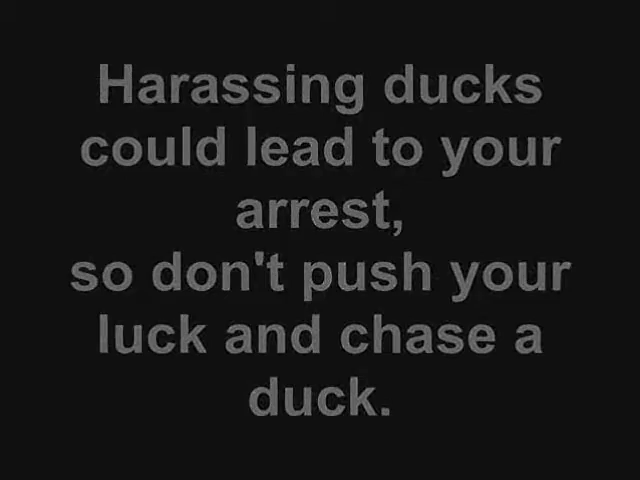 Harassing ducks
could lead to your
arrest,
so don't push your
luck and chase a
duck.